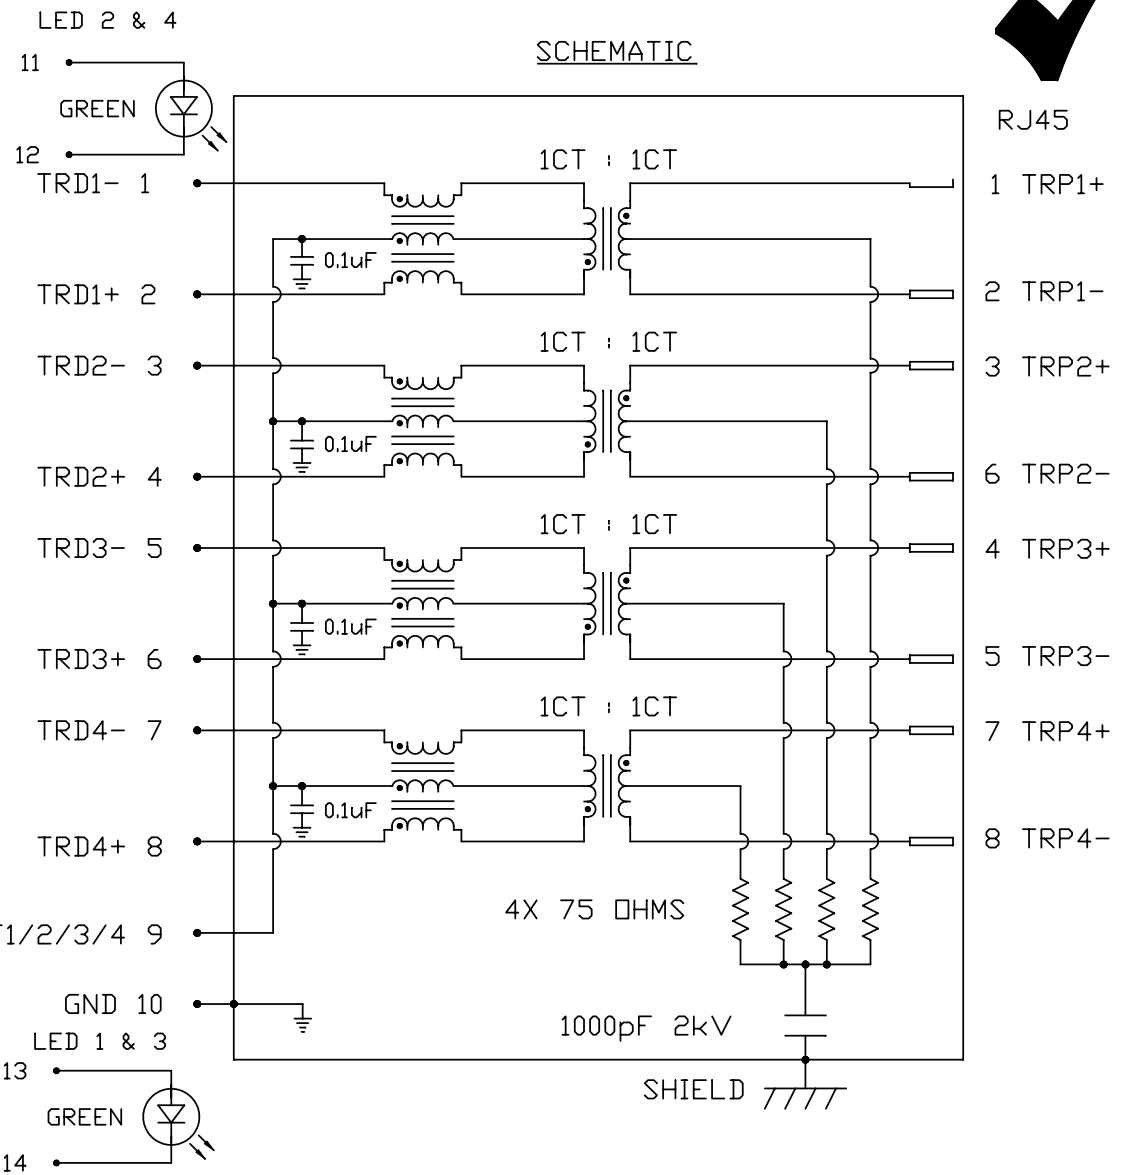 LED 2 & 4
SCHEMATIC
11
GREEN
RJ45
12
1CT : 1CT
TRD1- 1
1 TRP1+
0.1uF
TRD1+ 2
2 TRP1-
1CT : 1CT
TRD2- 3
3 TRP2+
0.1uF
TRD2+ 4
6 TRP2-
1CT : 1CT
TRD3- 5
4 TRP3+
0.1uF
TRD3+ 6
5 TRP3-
1CT : 1CT
TRD4- 7
7 TRP4+
0.1uF
TRD4+ 8
8 TRP4-
4X 75 OHMS
T1/2/3/4 9
GND 10
1000pF 2kV
LED 1 & 3
13
SHIELD
GREEN
14